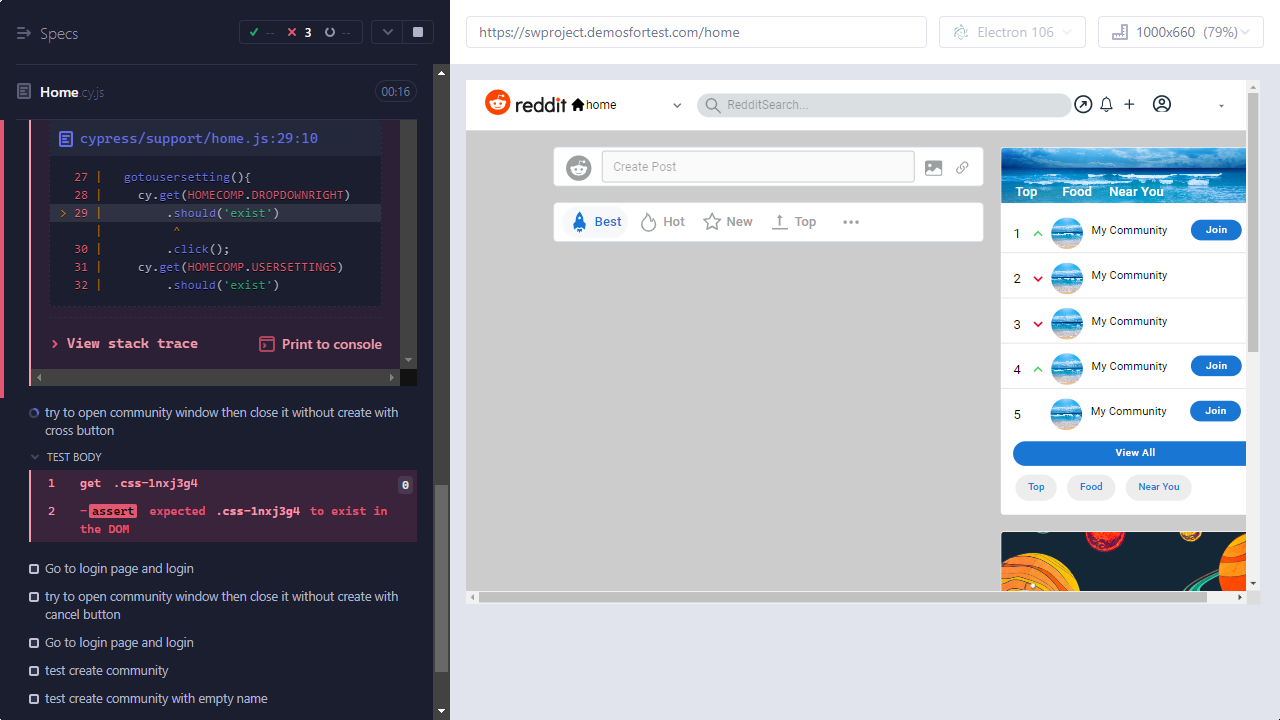 Specs
--
3
--
Home.cy.js
00:16
cypress/support/home.js:29:10
27 | gotousersetting(){
28 | cy.get(HOMECOMP.DROPDOWNRIGHT)
> 29 | .should('exist')
| ^
30 | .click();
31 | cy.get(HOMECOMP.USERSETTINGS)
32 | .should('exist')
> View stack trace
Print to console
try to open community window then close it without create with
cross button
TEST BODY
1 get .css-1nxj3g4 0
2 -assert expected .css-1nxj3g4 to exist in
the DOM
Go to login page and login
try to open community window then close it without create with
cancel button
Go to login page and login
test create community
test create community with empty name
https://swproject.demosfortest.com/home
Electron 106
1000x660 (79%)
reddit
home
RedditSearch...
Create Post
Best
Hot
New
Top
Top
Food
Near You
1 My Community Join
2 My Community
3 My Community
4 My Community Join
5 My Community Join
View All
Top
Food
Near You